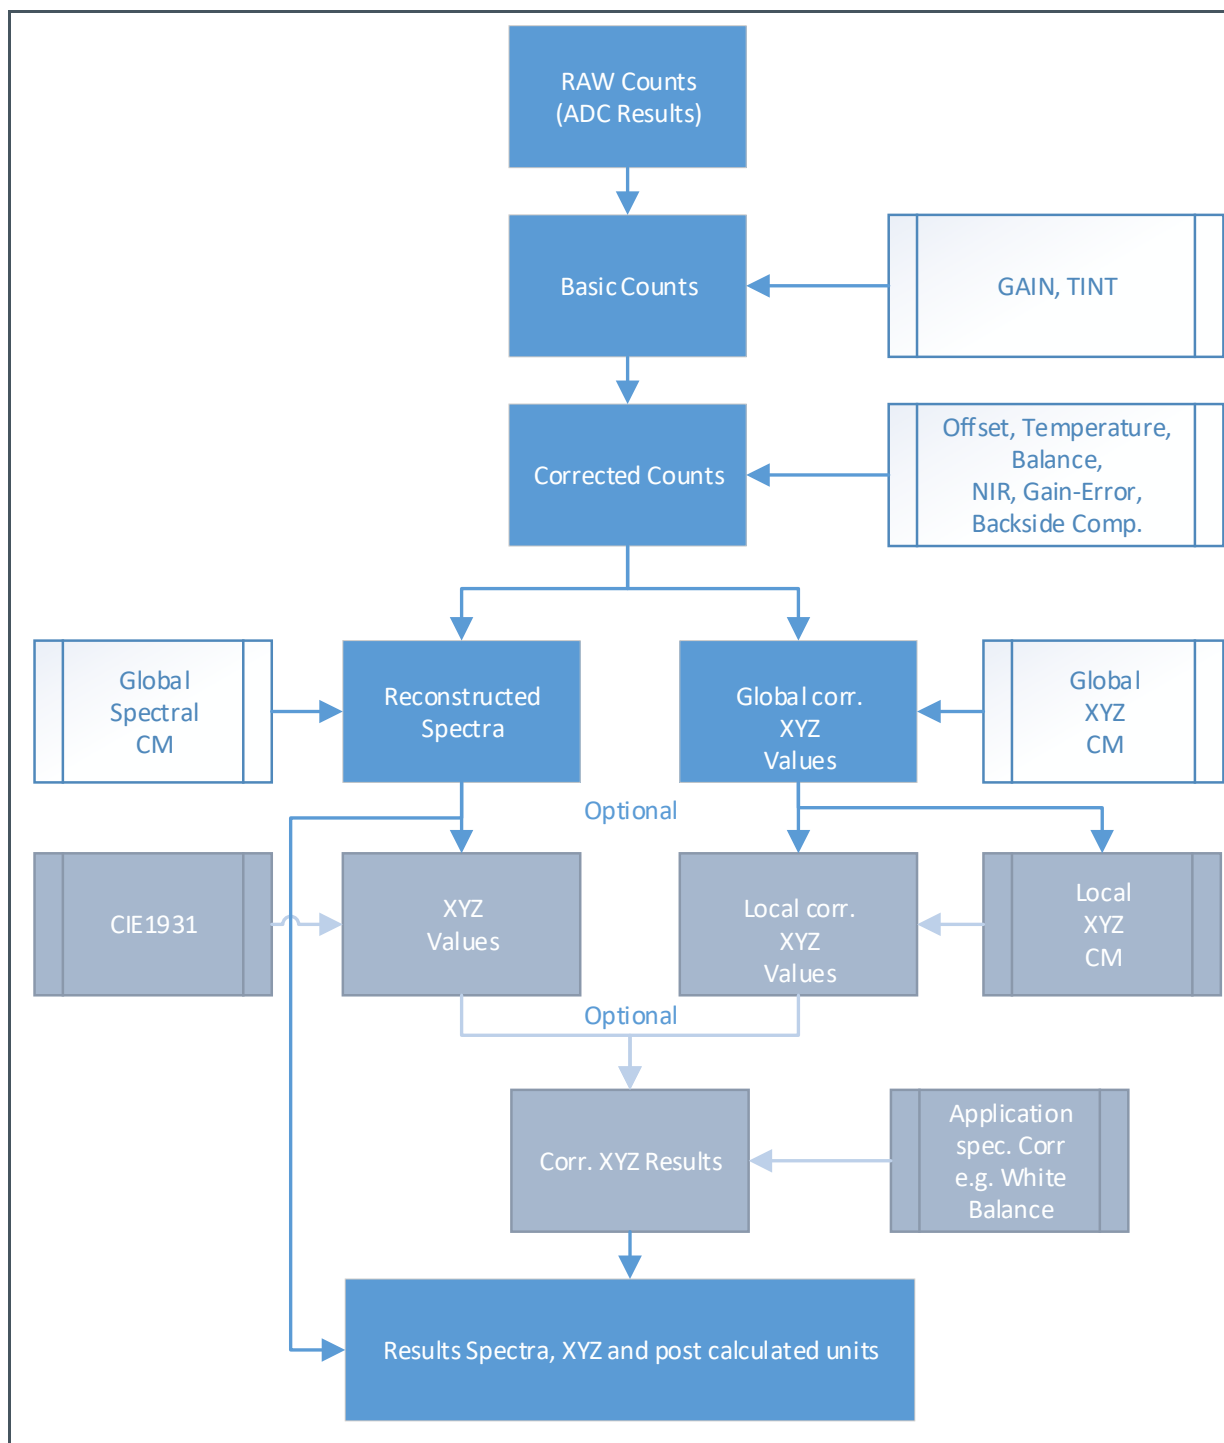 RAW Counts
(ADC Results)
Basic Counts
GAIN, TINT
Corrected Counts
Offset, Temperature,
Balance,
NIR, Gain-Error,
Backside Comp.
Global
Spectral
CM
Reconstructed
Spectra
Global corr.
XYZ
Values
Global
XYZ
CM
Optional
CIE1931
XYZ
Values
Local corr.
XYZ
Values
Local
XYZ
CM
Optional
Corr. XYZ Results
Application
spec. Corr
e.g. White
Balance
Results Spectra, XYZ and post calculated units